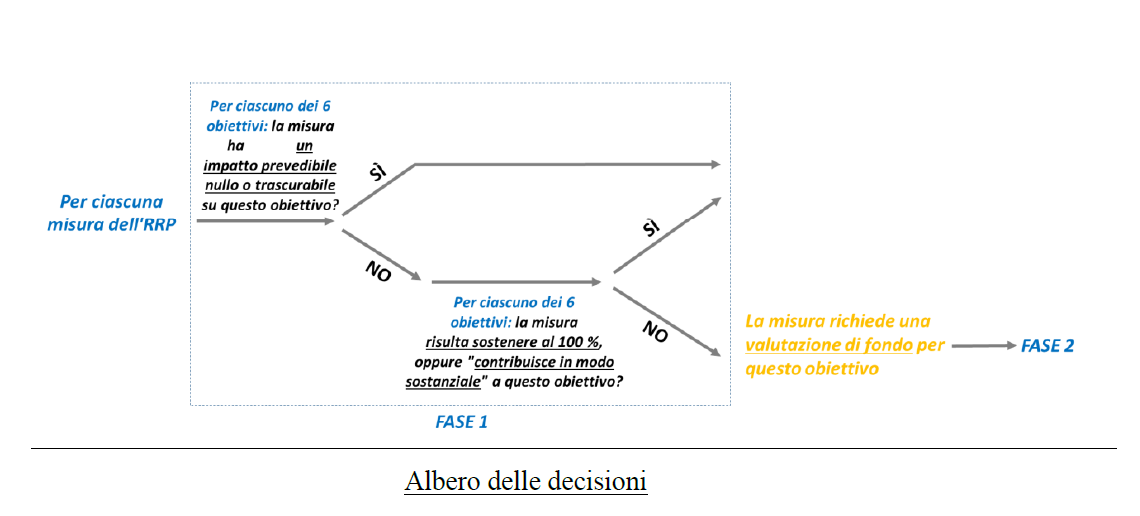 Per ciascuno dei 6
obiettivi: la misura
ha un
impatto prevedibile
nullo o trascurabile
su questo obiettivo?
Per ciascuna
misura dell'RRP
SÌ
NO
SÌ
NO
Per ciascuno dei 6
obiettivi: la misura
risulta sostenere al 100 %,
oppure "contribuisce in modo
sostanziale" a questo obiettivo?
La misura richiede una
valutazione di fondo per
questo obiettivo
FASE 2
FASE 1
Albero delle decisioni